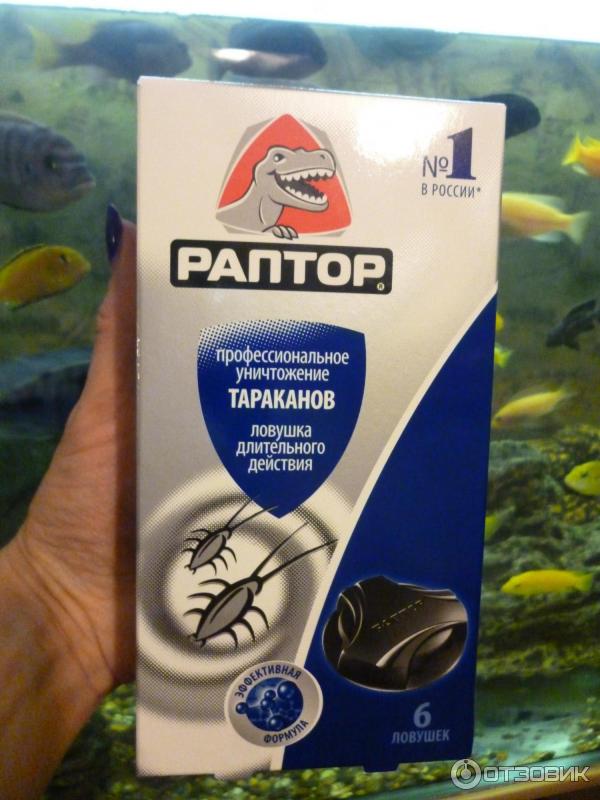 №1
В РОССИИ*
РАПТОР®
профессиональное
уничтожение
ТАРАКАНОВ
ловушка
длительного
действия
РАПТОР
ЭФФЕКТИВНАЯ
ФОРМУЛА
6
ЛОВУШЕК
ОТЗОВИК